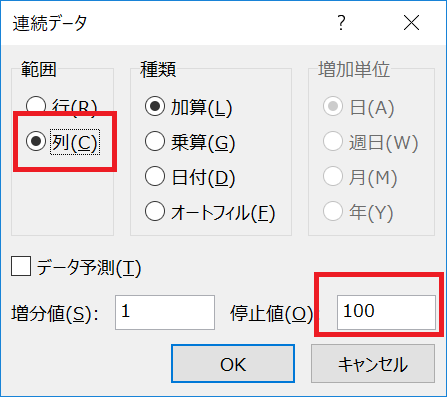 連続データ
範囲
行(R)
列(C)
種類
加算(L)
乗算(G)
日付(D)
オートフィル(F)
増加単位
日(A)
週日(W)
月(M)
年(Y)
データ予測(T)
増分値(S): 1 停止値(O): 100
OK キャンセル